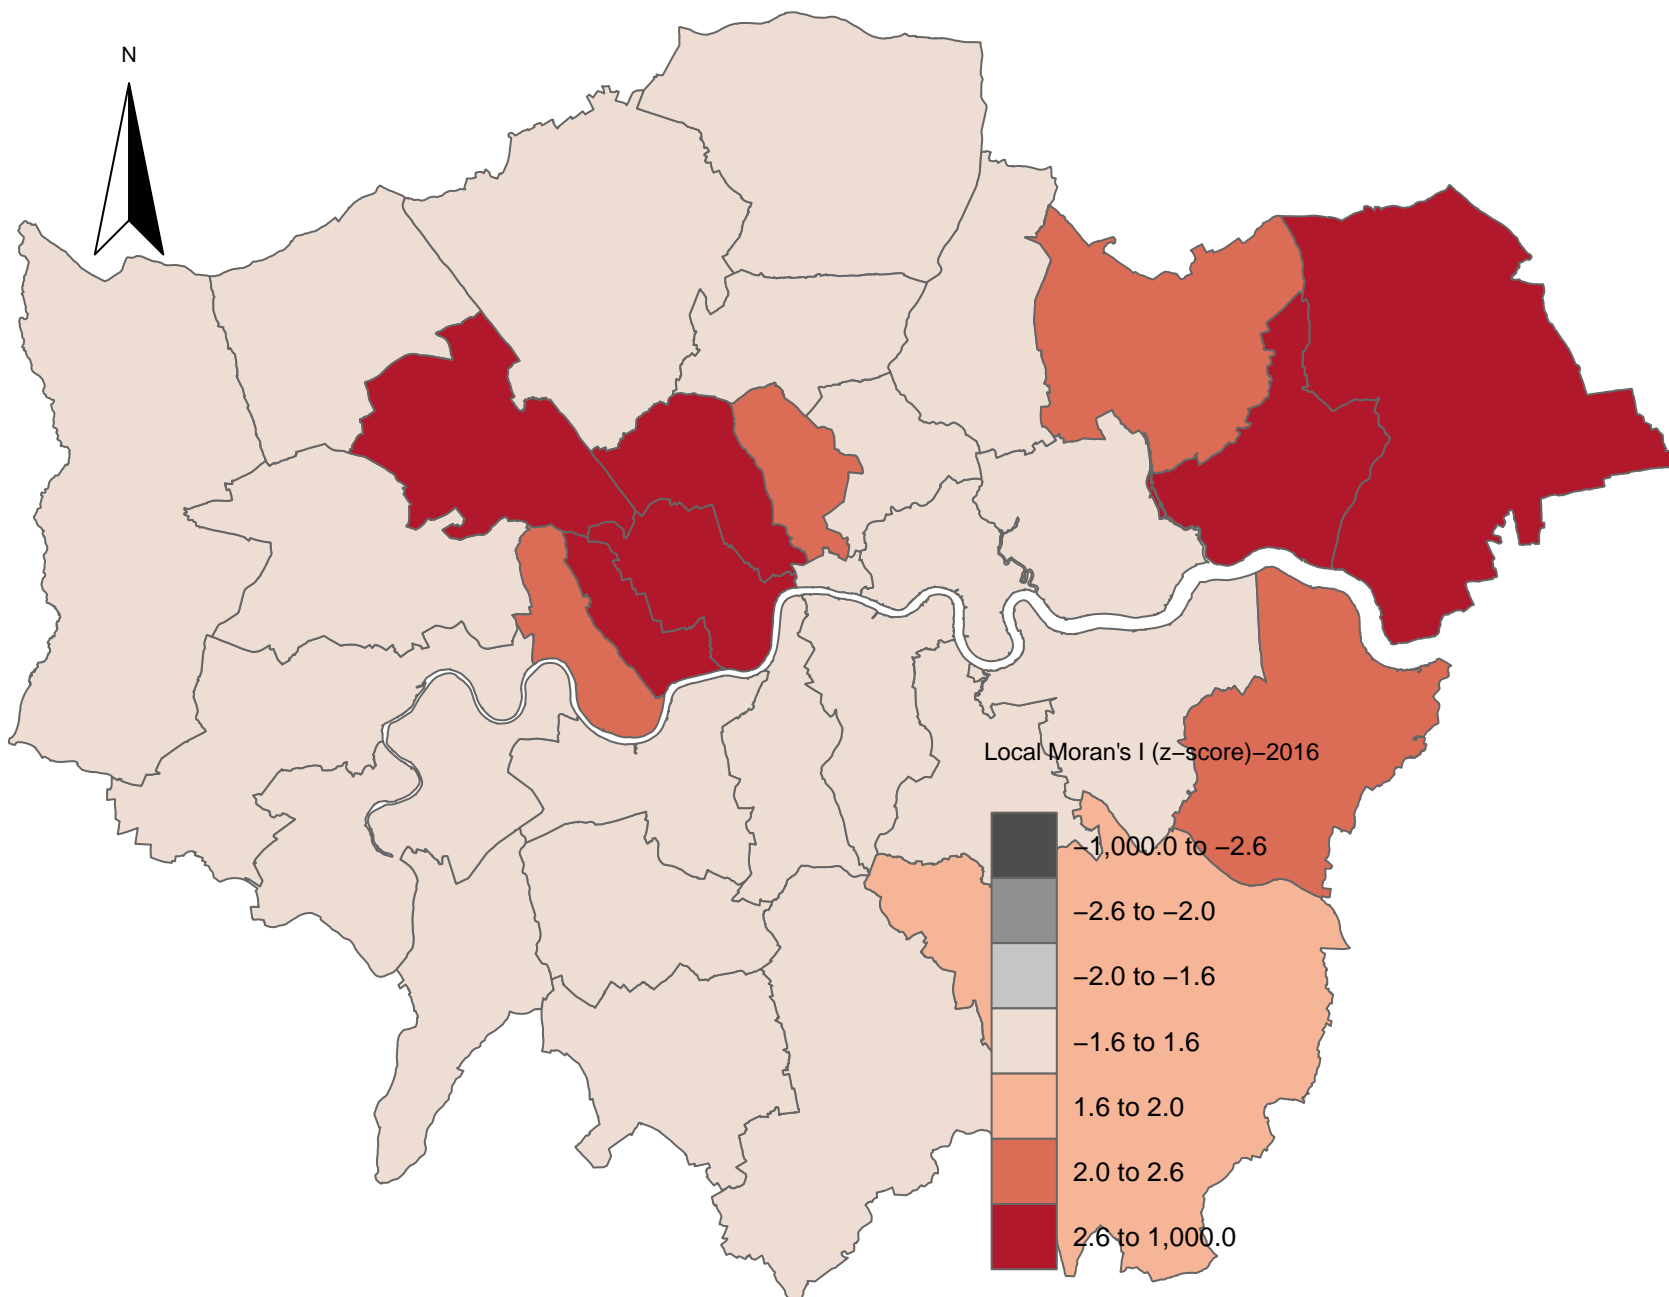 N
Local Moran's I (z−score)−2016
−1,000.0 to −2.6
−2.6 to −2.0
−2.0 to −1.6
−1.6 to 1.6
1.6 to 2.0
2.0 to 2.6
2.6 to 1,000.0